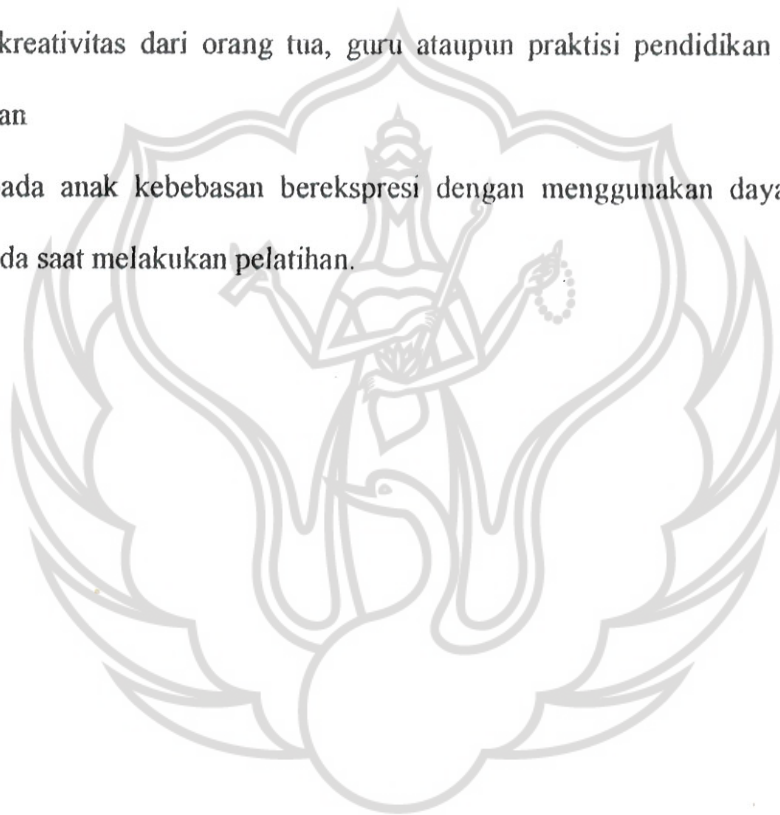 kreativitas dari orang tua, guru ataupun praktisi pendidikan
an
ada anak kebebasan berekspresi dengan menggunakan daya
da saat melakukan pelatihan.